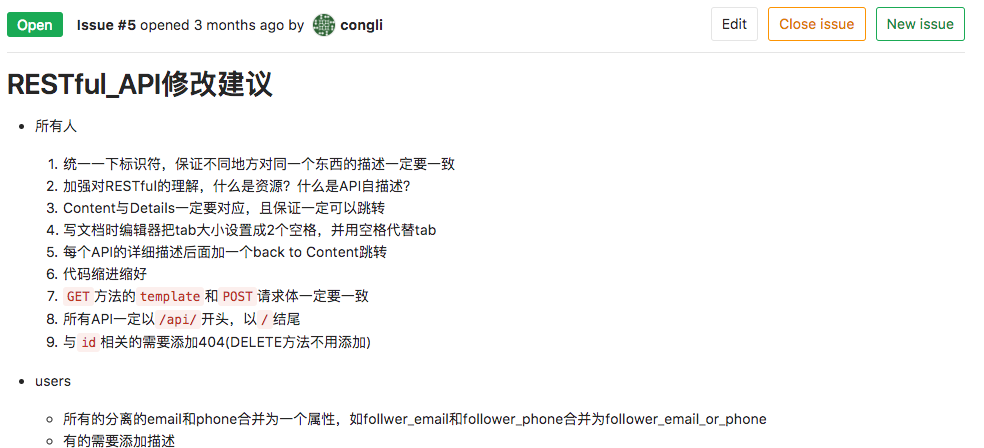 Open Issue #5 opened 3 months ago by congli Edit Close issue New issue
RESTful_API修改建议
所有人
1. 统一一下标识符，保证不同地方对同一个东西的描述一定要一致
2. 加强对RESTful的理解，什么是资源？什么是API自描述？
3. Content与Details一定要对应，且保证一定可以跳转
4. 写文档时编辑器把tab大小设置成2个空格，并用空格代替tab
5. 每个API的详细描述后面加一个back to Content跳转
6. 代码缩进缩好
7. GET方法的template和POST请求体一定要一致
8. 所有API一定以/api/开头，以/结尾
9. 与id相关的需要添加404(DELETE方法不用添加)
users
所有的分离的email和phone合并为一个属性，如follwer_email和follower_phone合并为follower_email_or_phone
有的需要添加描述